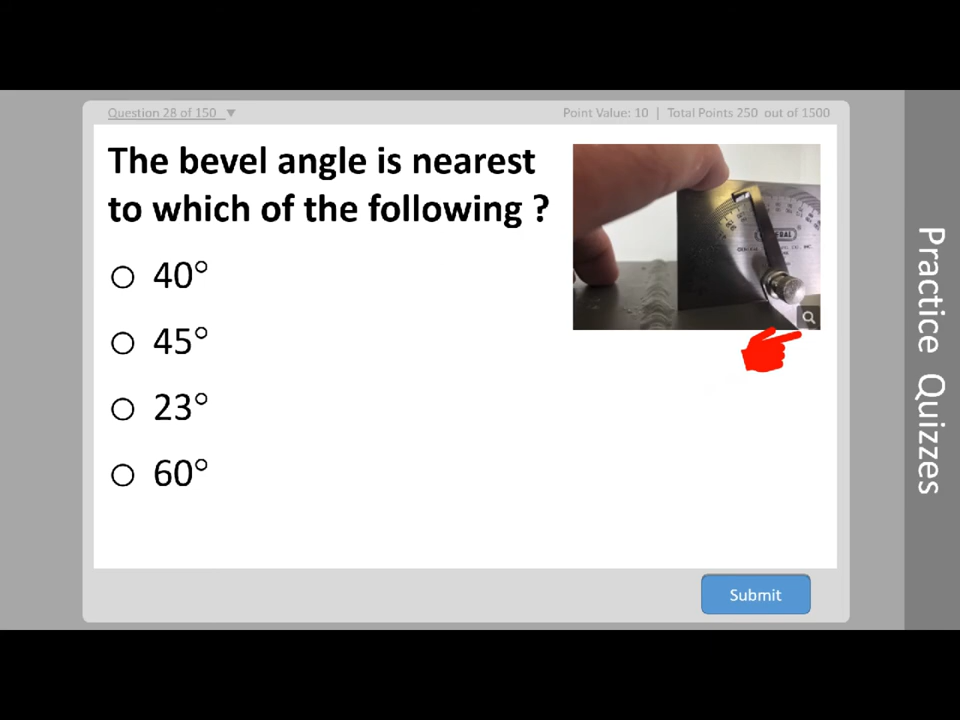 Question 28 of 150 ▼
Point Value: 10 | Total Points 250 out of 1500
The bevel angle is nearest
to which of the following ?
40°
45°
23°
60°
Submit
Practice Quizzes